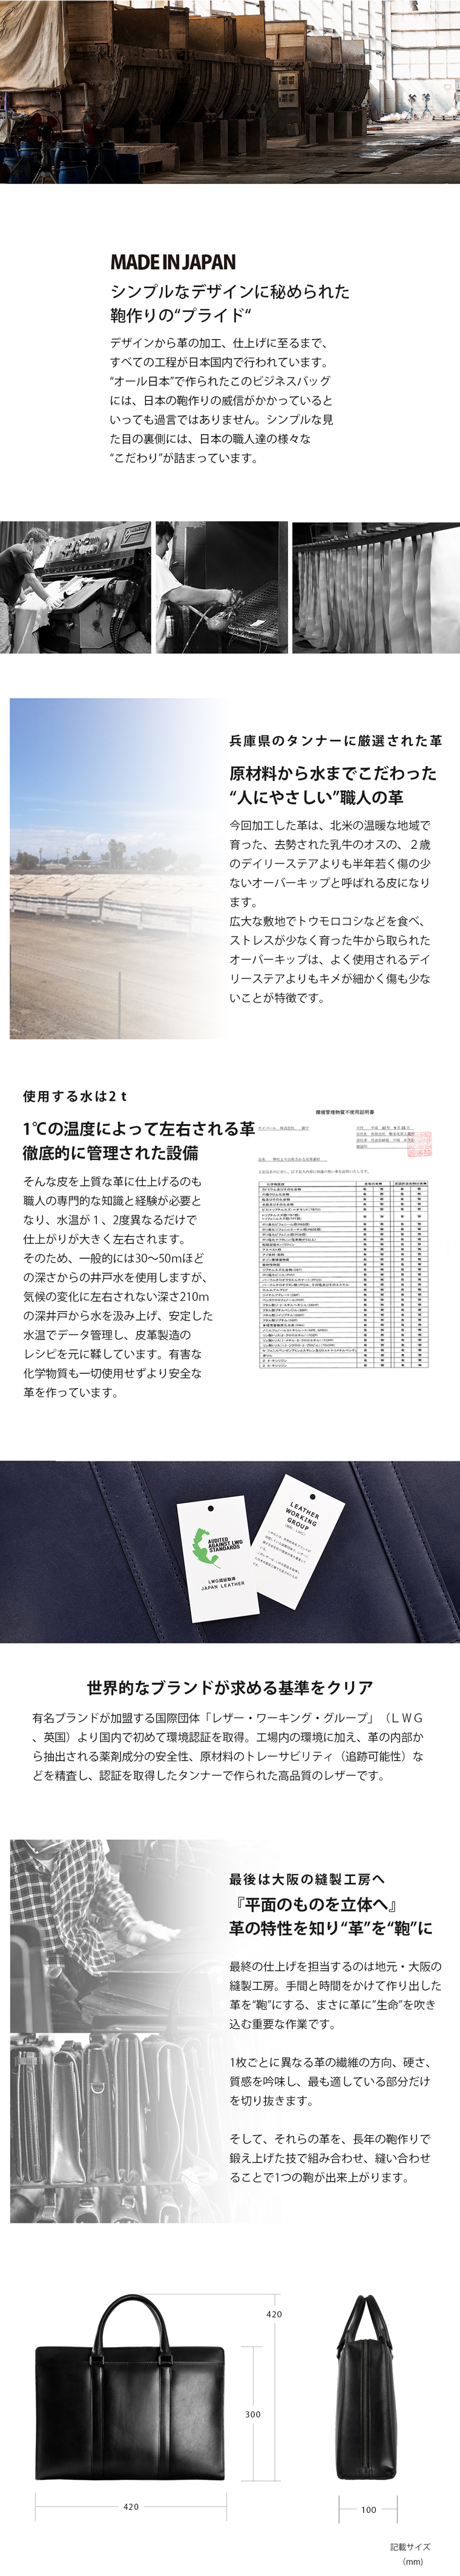 MADE IN JAPAN
シンプルなデザインに秘められた
鞄作りの“プライド“
デザインから革の加工、仕上げに至るまで、
すべての工程が日本国内で行われています。
“オール日本”で作られたこのビジネスバッグ
には、日本の鞄作りの威信がかかっていると
いっても過言ではありません。シンプルな見
た目の裏側には、日本の職人達の様々な
“こだわり”が詰まっています。
兵庫県のタンナーに厳選された革
原材料から水までこだわった
“人にやさしい”職人の革
今回加工した革は、北米の温暖な地域で
育った、去勢された乳牛のオスの、２歳
のデイリーステアよりも半年若く傷の少
ないオーバーキップと呼ばれる皮になり
ます。
広大な敷地でトウモロコシなどを食べ、
ストレスが少なく育った牛から取られた
オーバーキップは、よく使用されるデイ
リーステアよりもキメが細かく傷も少な
いことが特徴です。
使用する水は2ｔ
1℃の温度によって左右される革
徹底的に管理された設備
そんな皮を上質な革に仕上げるのも
職人の専門的な知識と経験が必要と
なり、水温が１、2度異なるだけで
仕上がりが大きく左右されます。
そのため、一般的には30〜50mほど
の深さからの井戸水を使用しますが、
気候の変化に左右されない深さ210m
の深井戸から水を汲み上げ、安定した
水温でデータ管理し、皮革製造の
レシピを元に鞣しています。有害な
化学物質も一切使用せずより安全な
革を作っています。
環境管理物質不使用証明書
AUDITED
AGAINST LWG
STANDARDS
LWG認証取得
JAPAN LEATHER
LEATHER
WORKING
GROUP
世界的なブランドが求める基準をクリア
有名ブランドが加盟する国際団体「レザー・ワーキング・グループ」（ＬＷＧ
、英国）より国内で初めて環境認証を取得。工場内の環境に加え、革の内部か
ら抽出される薬剤成分の安全性、原材料のトレーサビリティ（追跡可能性）な
どを精査し、認証を取得したタンナーで作られた高品質のレザーです。
最後は大阪の縫製工房へ
『平面のものを立体へ』
革の特性を知り“革”を“鞄”に
最終の仕上げを担当するのは地元・大阪の
縫製工房。手間と時間をかけて作り出した
革を“鞄”にする、まさに革に”生命”を吹き
込む重要な作業です。
1枚ごとに異なる革の繊維の方向、硬さ、
質感を吟味し、最も適している部分だけ
を切り抜きます。
そして、それらの革を、長年の鞄作りで
鍛え上げた技で組み合わせ、縫い合わせ
ることで1つの鞄が出来上がります。
420
300
420
100
記載サイズ
（mm）